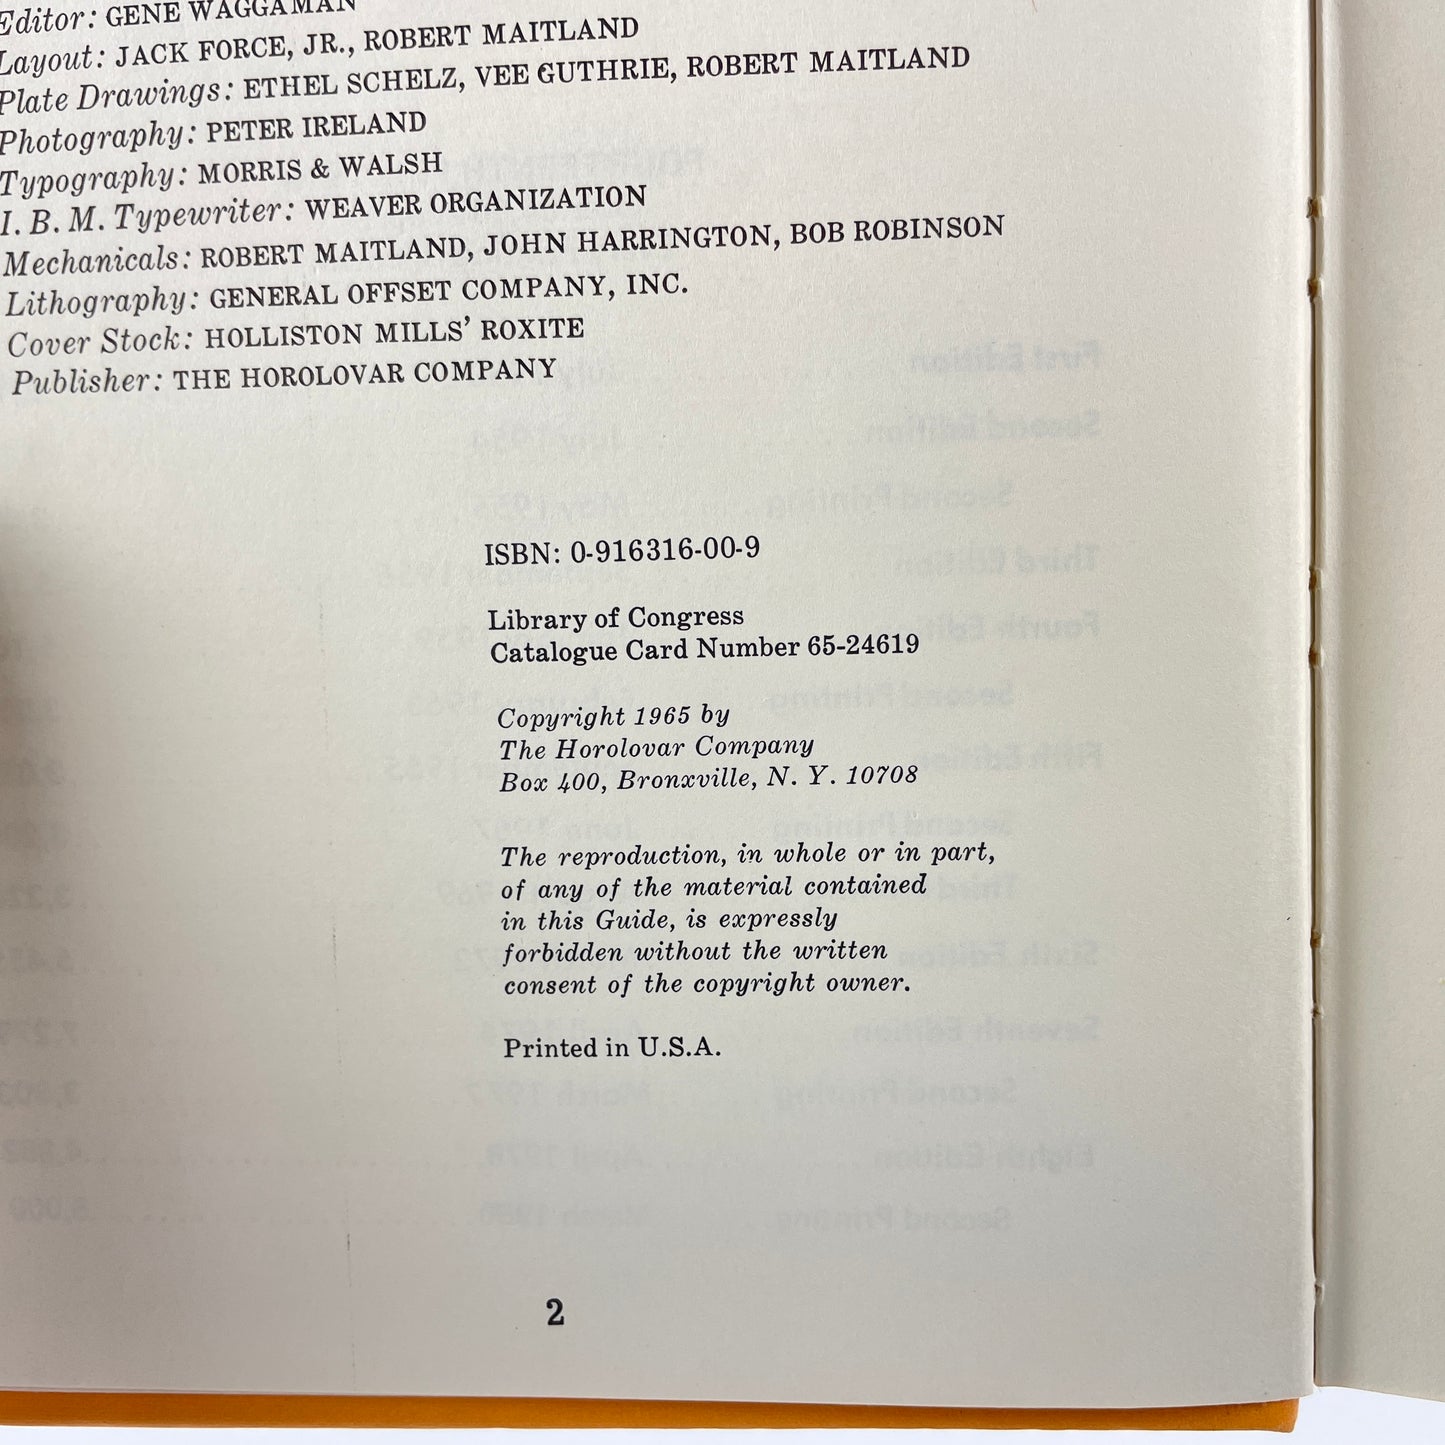 Editor: GENE WAGGAMAN
Layout: JACK FORCE, JR., ROBERT MAITLAND
Plate Drawings: ETHEL SCHELZ, VEE GUTHRIE, ROBERT MAITLAND
Photography: PETER IRELAND
Typography: MORRIS & WALSH
I. B. M. Typewriter: WEAVER ORGANIZATION
Mechanicals: ROBERT MAITLAND, JOHN HARRINGTON, BOB ROBINSON
Lithography: GENERAL OFFSET COMPANY, INC.
Cover Stock: HOLLISTON MILLS' ROXITE
Publisher: THE HOROLOVAR COMPANY
ISBN: 0-916316-00-9
Library of Congress
Catalogue Card Number 65-24619
Copyright 1965 by
The Horolovar Company
Box 400, Bronxville, N. Y. 10708
The reproduction, in whole or in part,
of any of the material contained
in this Guide, is expressly
forbidden without the written
consent of the copyright owner.
Printed in U.S.A.
2